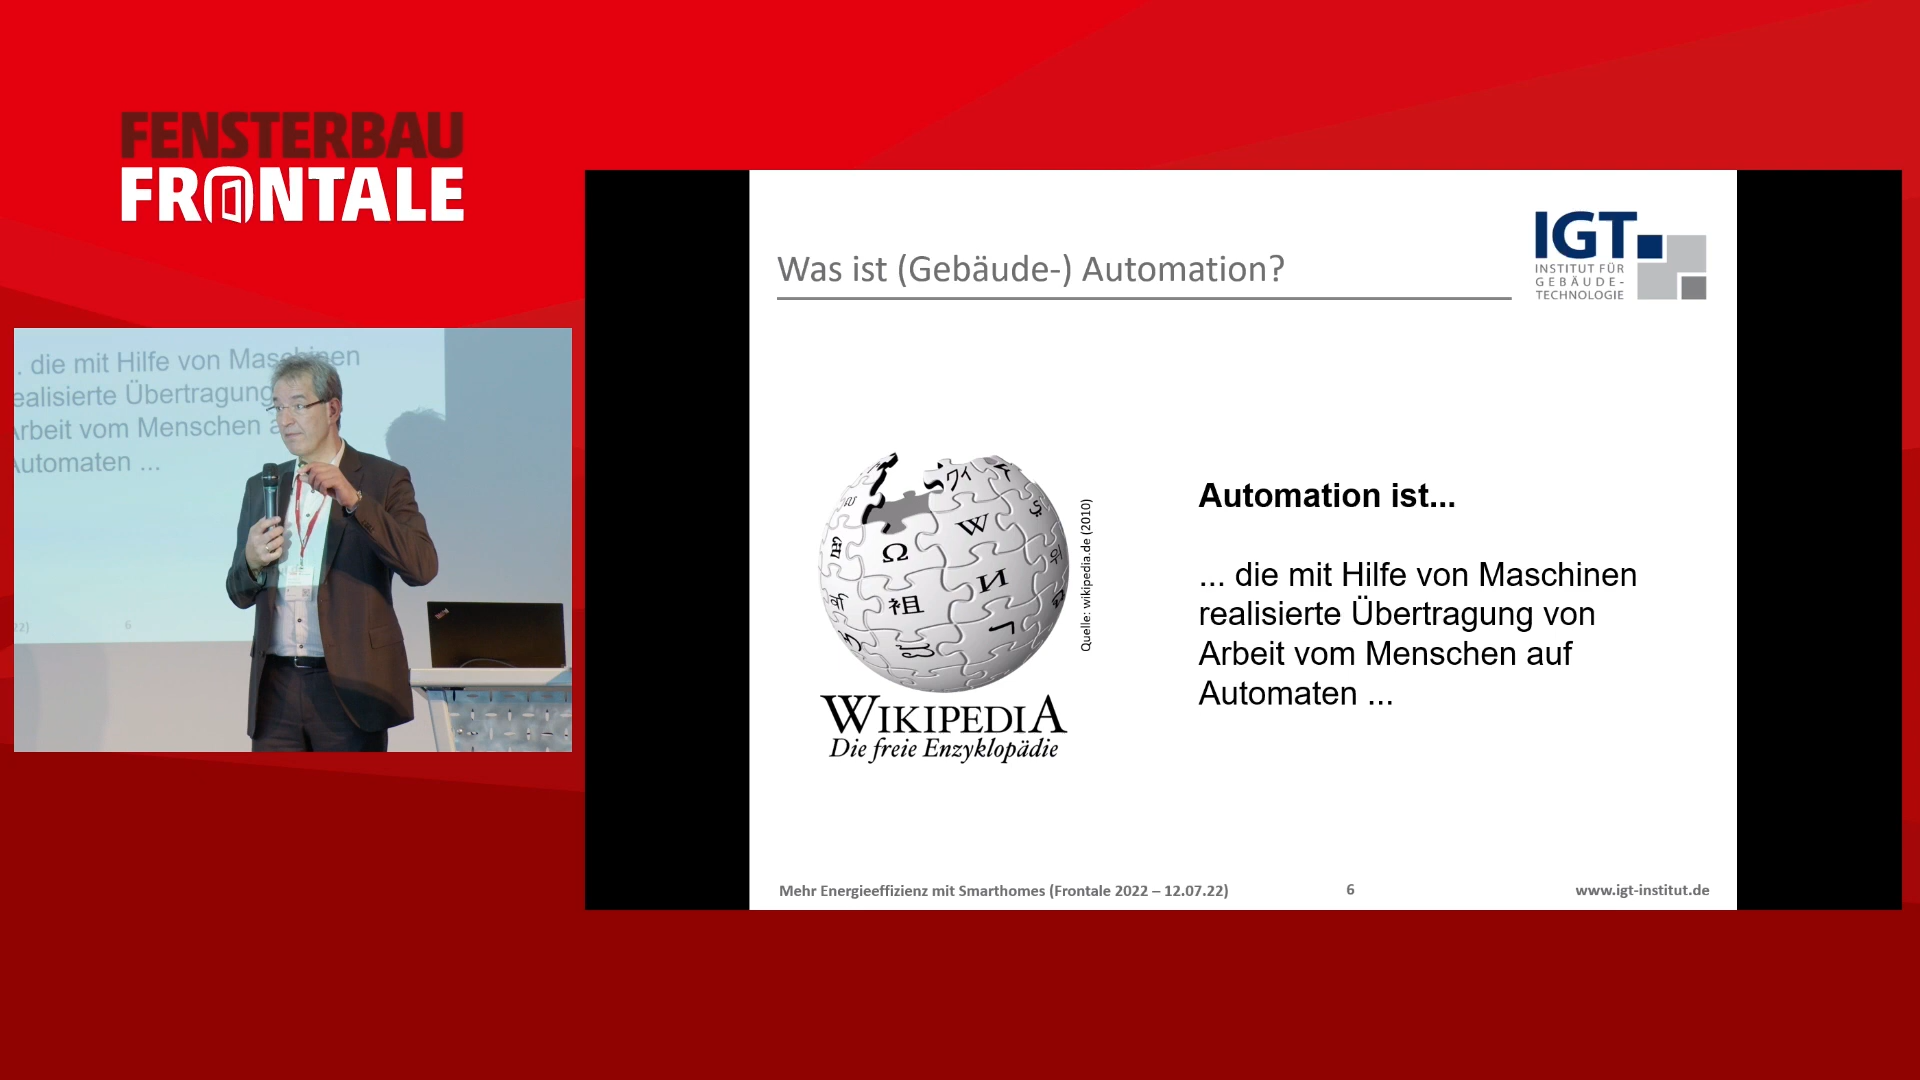 FENSTERBAU
FRONTALE
. die mit Hilfe von Maschinen
ealisierte Übertragung
Arbeit vom Menschen a
Automaten ...
22)
6
Was ist (Gebäude-) Automation?
IGT
INSTITUT FÜR
GEBÄUDE-
TECHNOLOGIE
Ω
W
И
祖
WIKIPEDIA
Die freie Enzyklopädie
Quelle: wikipedia.de (2010)
Automation ist...
... die mit Hilfe von Maschinen
realisierte Übertragung von
Arbeit vom Menschen auf
Automaten ...
Mehr Energieeffizienz mit Smarthomes (Frontale 2022 – 12.07.22)
6
www.igt-institut.de